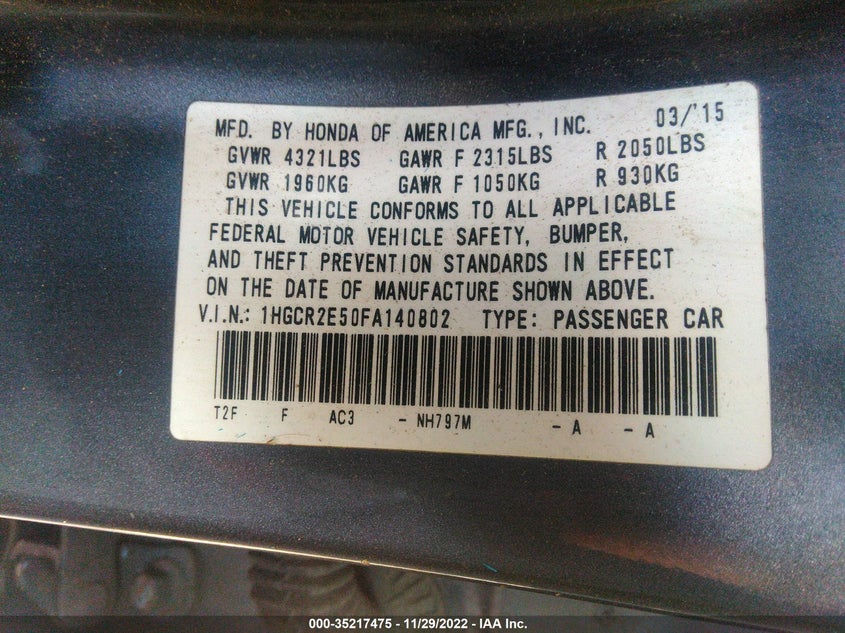 MFD. BY HONDA OF AMERICA MFG., INC. 03/'15
GVWR 4321LBS GAWR F 2315LBS R 2050LBS
GVWR 1960KG GAWR F 1050KG R 930KG
THIS VEHICLE CONFORMS TO ALL APPLICABLE
FEDERAL MOTOR VEHICLE SAFETY, BUMPER,
AND THEFT PREVENTION STANDARDS IN EFFECT
ON THE DATE OF MANUFACTURE SHOWN ABOVE.
V.I.N.: 1HGCR2E50FA140802 TYPE: PASSENGER CAR
T2F F AC3 - NH797M - A - A
000-35217475 - 11/29/2022 - IAA Inc.